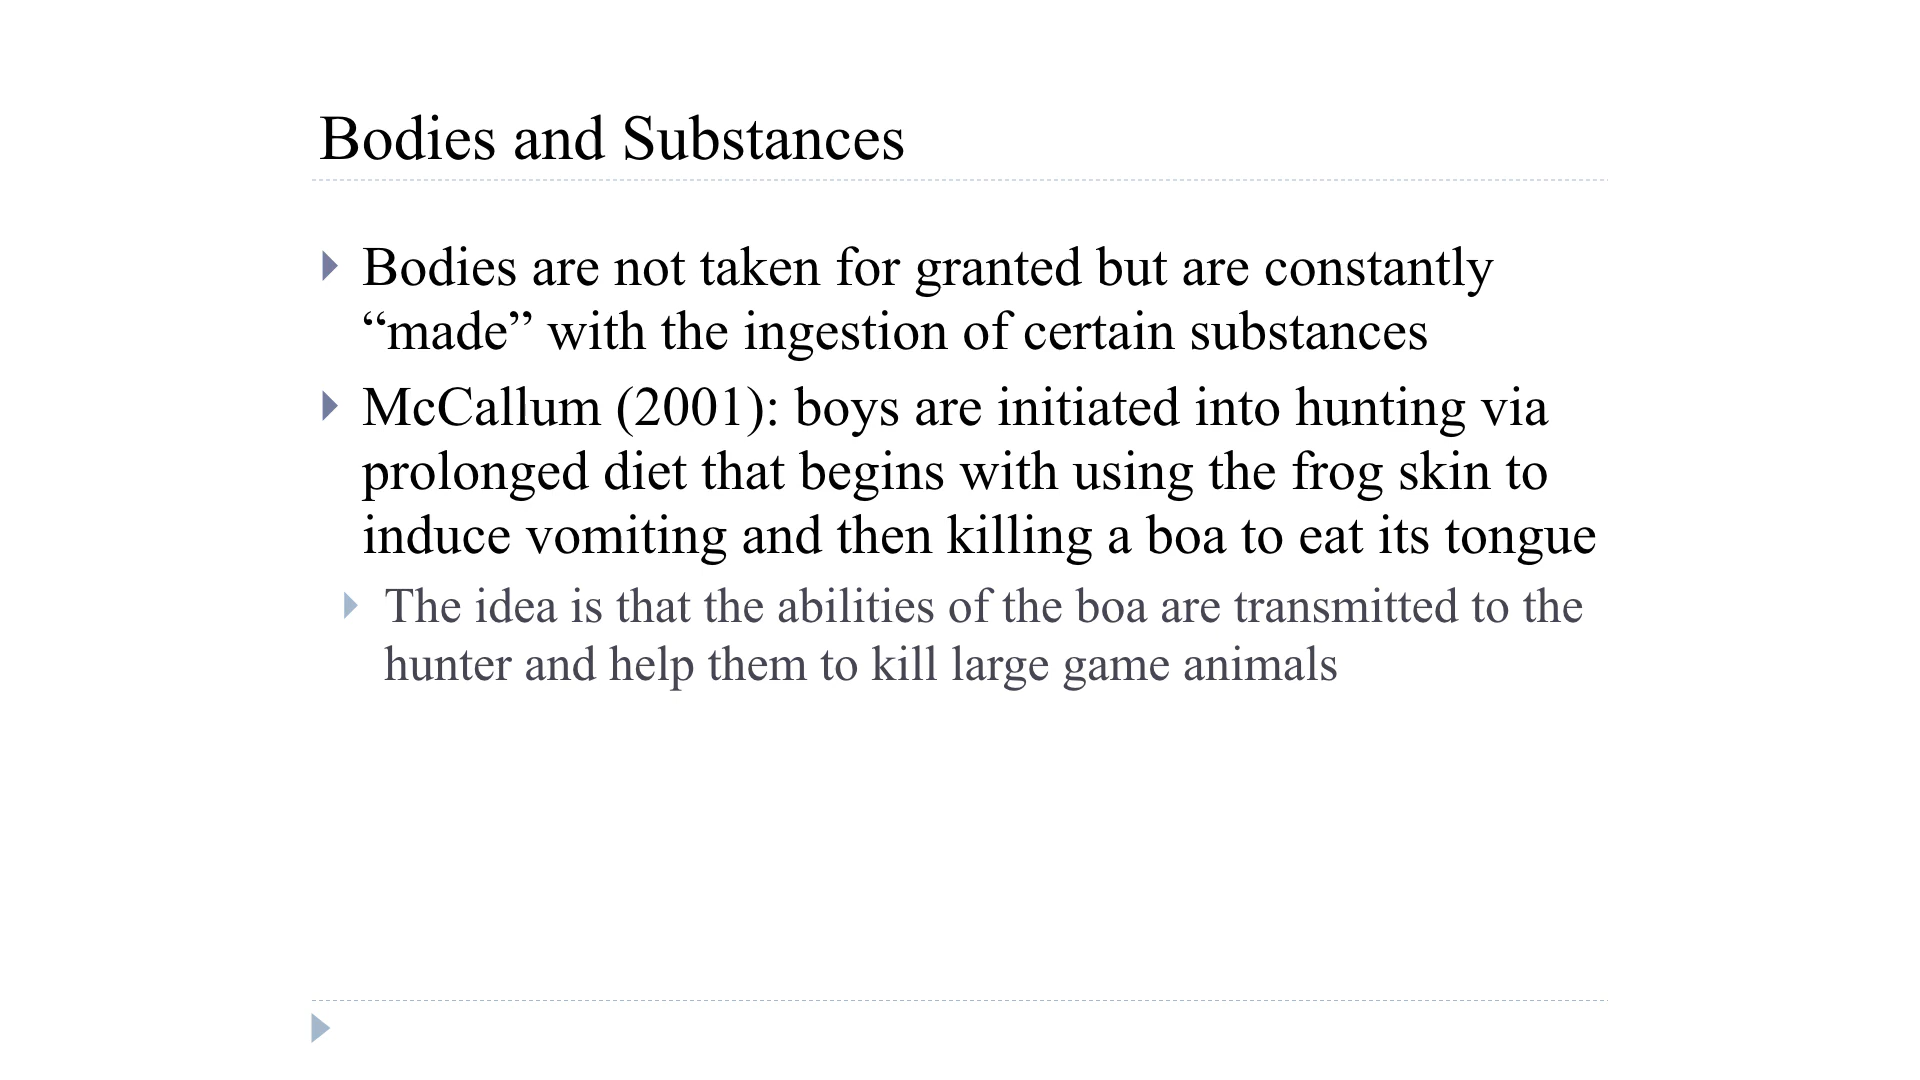 Bodies and Substances
Bodies are not taken for granted but are constantly
“made” with the ingestion of certain substances
McCallum (2001): boys are initiated into hunting via
prolonged diet that begins with using the frog skin to
induce vomiting and then killing a boa to eat its tongue
The idea is that the abilities of the boa are transmitted to the
hunter and help them to kill large game animals